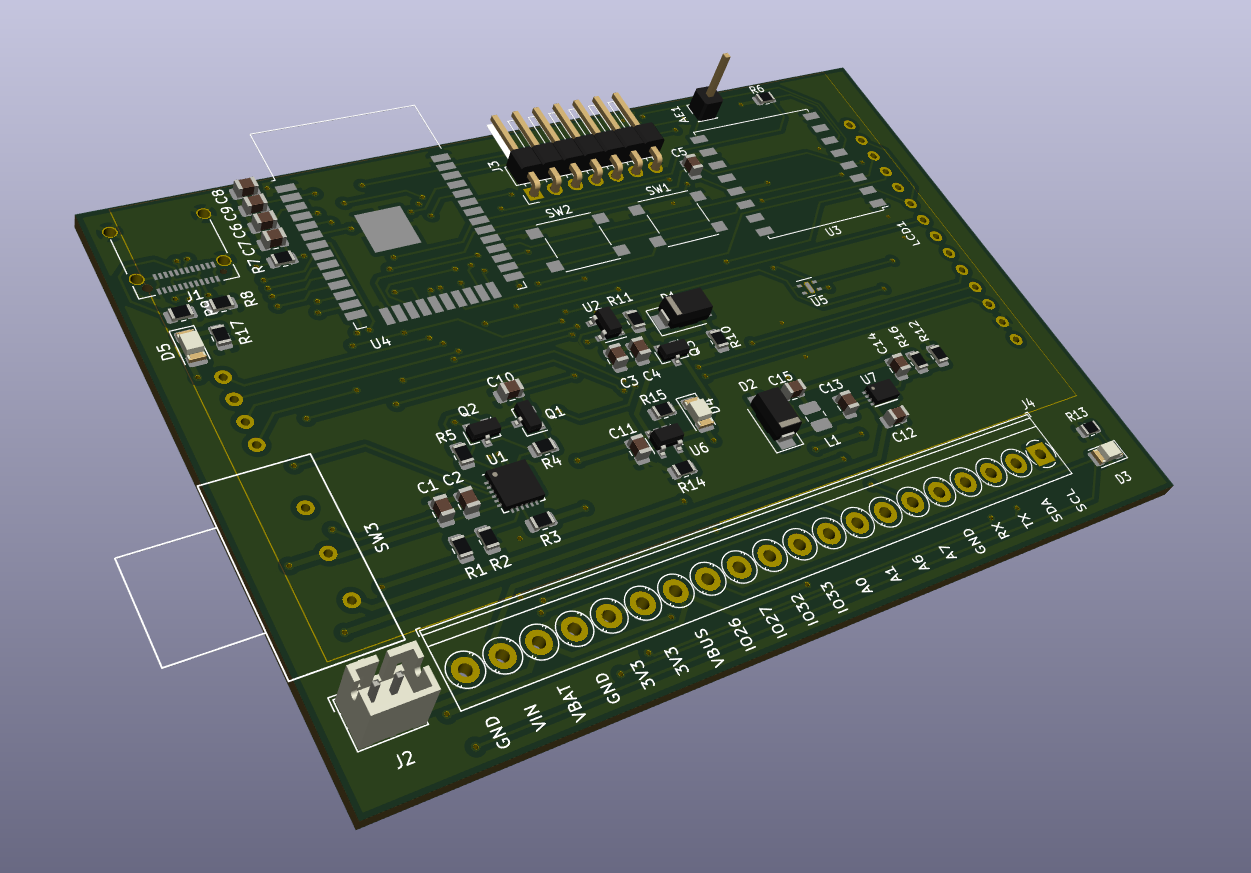 R6
AE1
J3
C5
SW1
SW2
U3
LCD1
C8
C9
C6
C7
R7
J1
R9
R8
R17
D5
U4
U5
U2
R11
C3
C4
R10
C14
R16
R12
U7
D2
C15
C13
C12
L1
C10
Q2
Q1
R5
R4
U1
R15
D4
C11
U6
R14
C1
C2
R1
R2
R3
SW3
J4
R13
D3
J2
GND
VIN
VBAT
GND
3V3
3V3
VBUS
IO26
IO27
IO32
IO33
A0
A1
A6
A7
GND
RX
TX
SDA
SCL